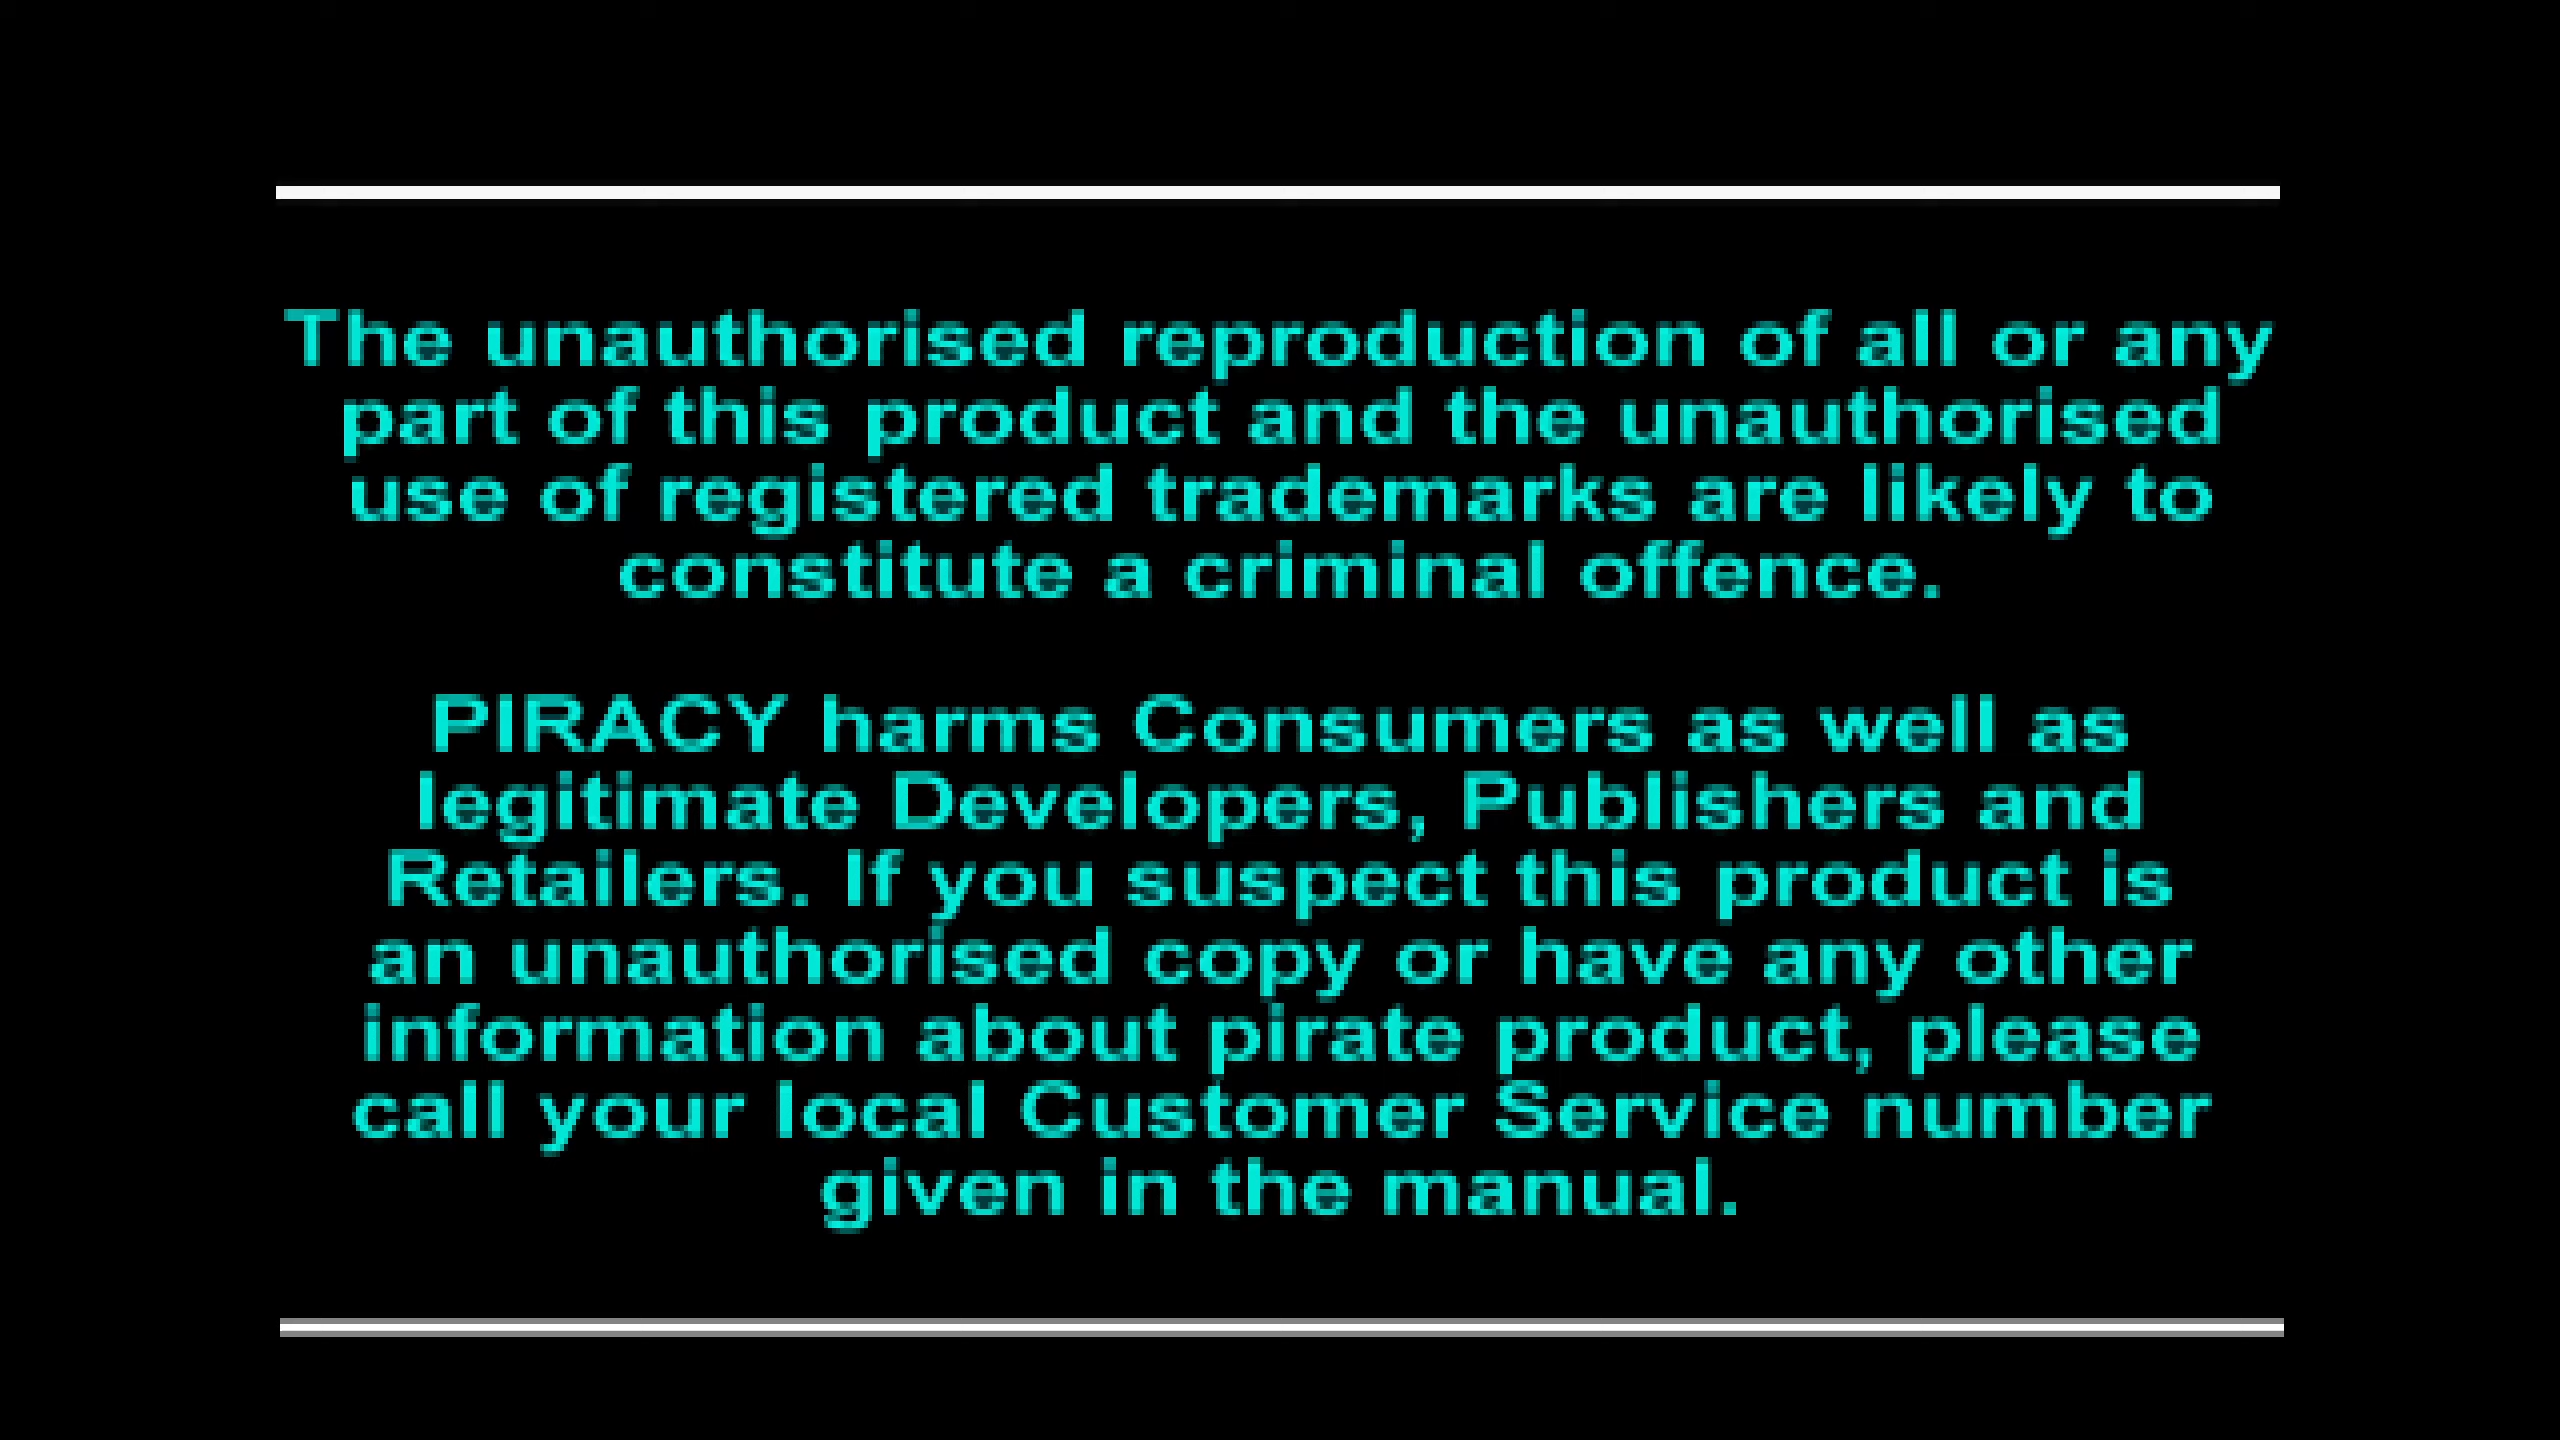 The unauthorised reproduction of all or any
part of this product and the unauthorised
use of registered trademarks are likely to
constitute a criminal offence.
PIRACY harms Consumers as well as
legitimate Developers, Publishers and
Retailers. If you suspect this product is
an unauthorised copy or have any other
information about pirate product, please
call your local Customer Service number
given in the manual.